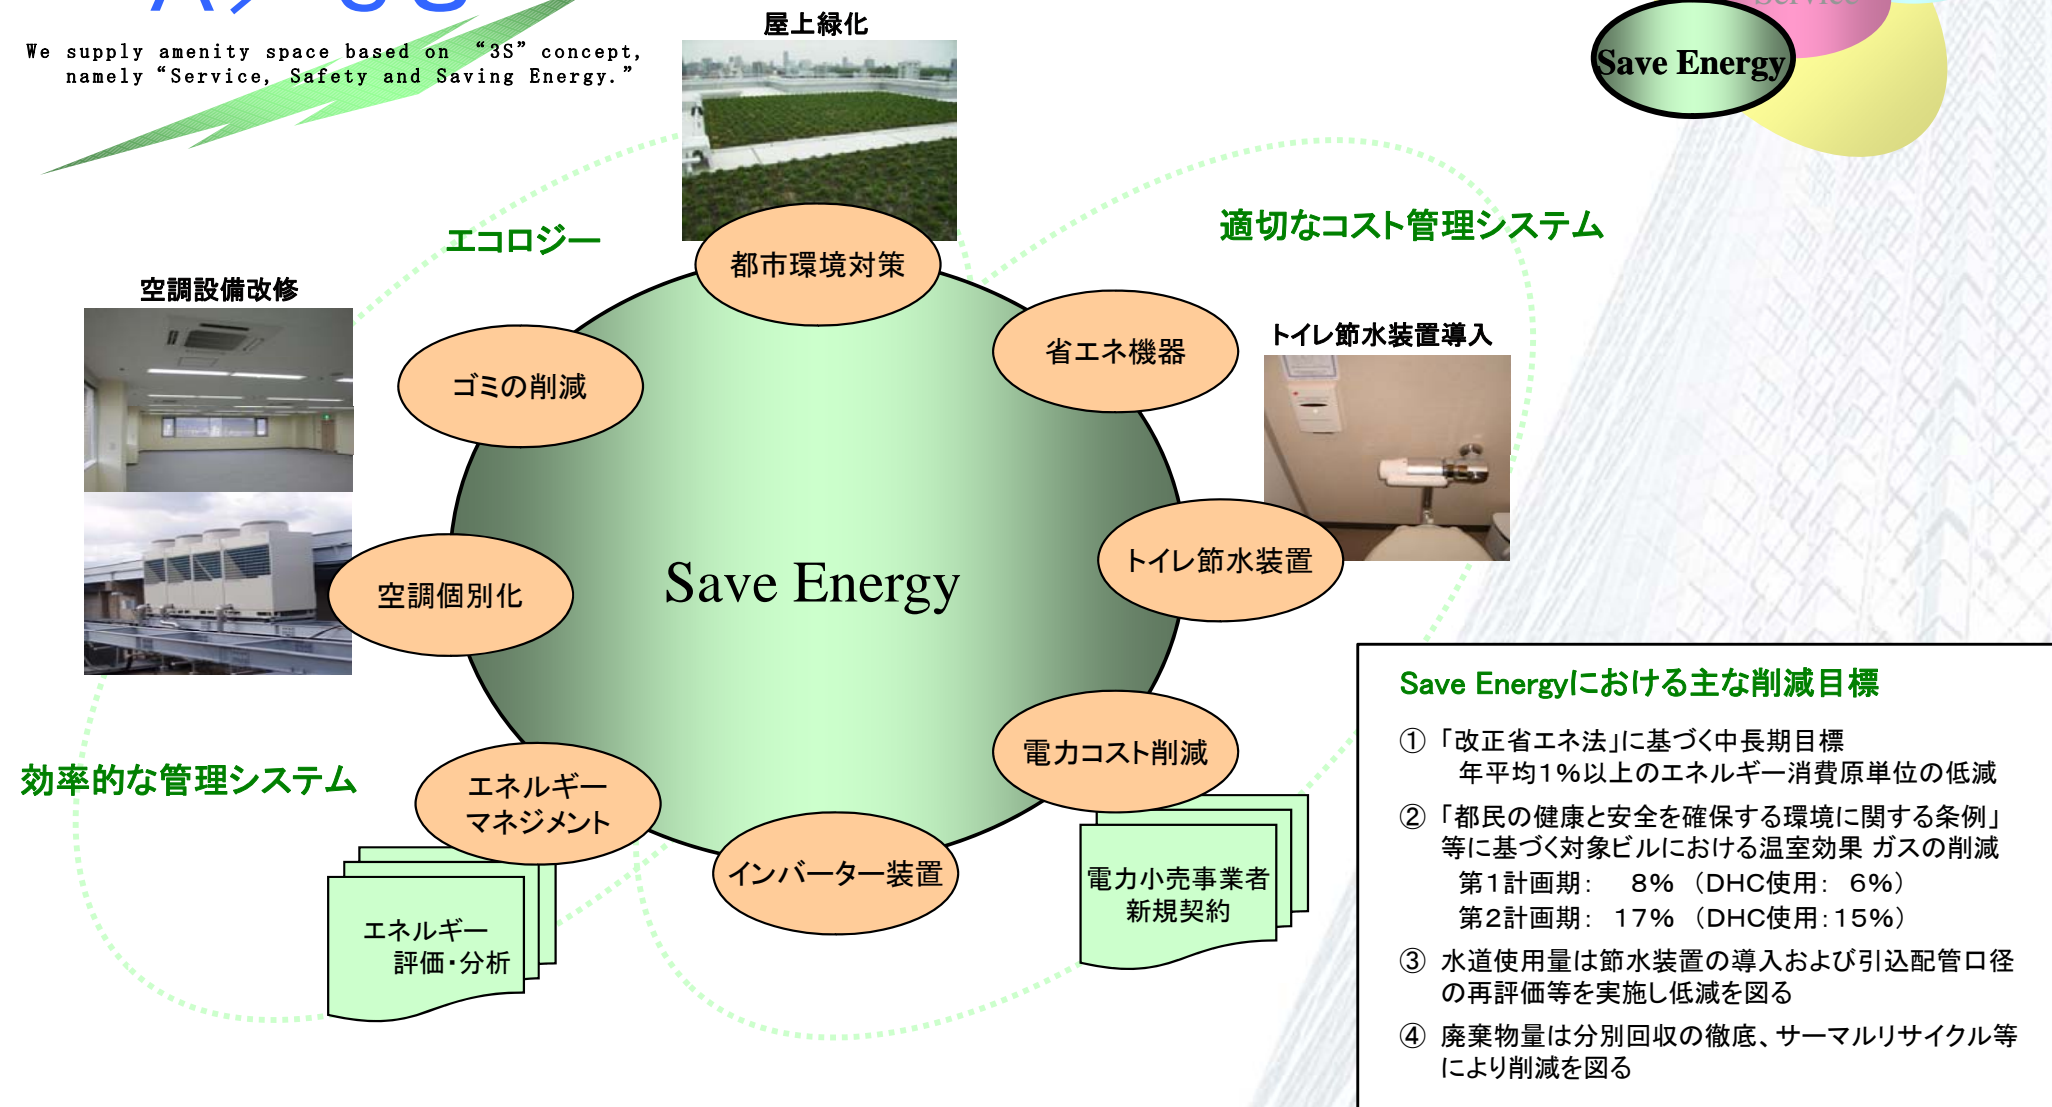 We supply amenity space based on “3S” concept,
namely“Service, Safety and Saving Energy.”
屋上緑化
Service
Save Energy
エコロジー
適切なコスト管理システム
都市環境対策
空調設備改修
省エネ機器
トイレ節水装置導入
ゴミの削減
トイレ節水装置
Save Energy
空調個別化
電力コスト削減
効率的な管理システム
エネルギー
マネジメント
インバーター装置
電力小売事業者
新規契約
エネルギー
評価・分析
Save Energyにおける主な削減目標
① 「改正省エネ法」に基づく中長期目標
年平均1%以上のエネルギー消費原単位の低減
② 「都民の健康と安全を確保する環境に関する条例」
等に基づく対象ビルにおける温室効果 ガスの削減
第1計画期： 8% （DHC使用： 6%）
第2計画期： 17% （DHC使用：15%）
③ 水道使用量は節水装置の導入および引込配管口径
の再評価等を実施し低減を図る
④ 廃棄物量は分別回収の徹底、サーマルリサイクル等
により削減を図る